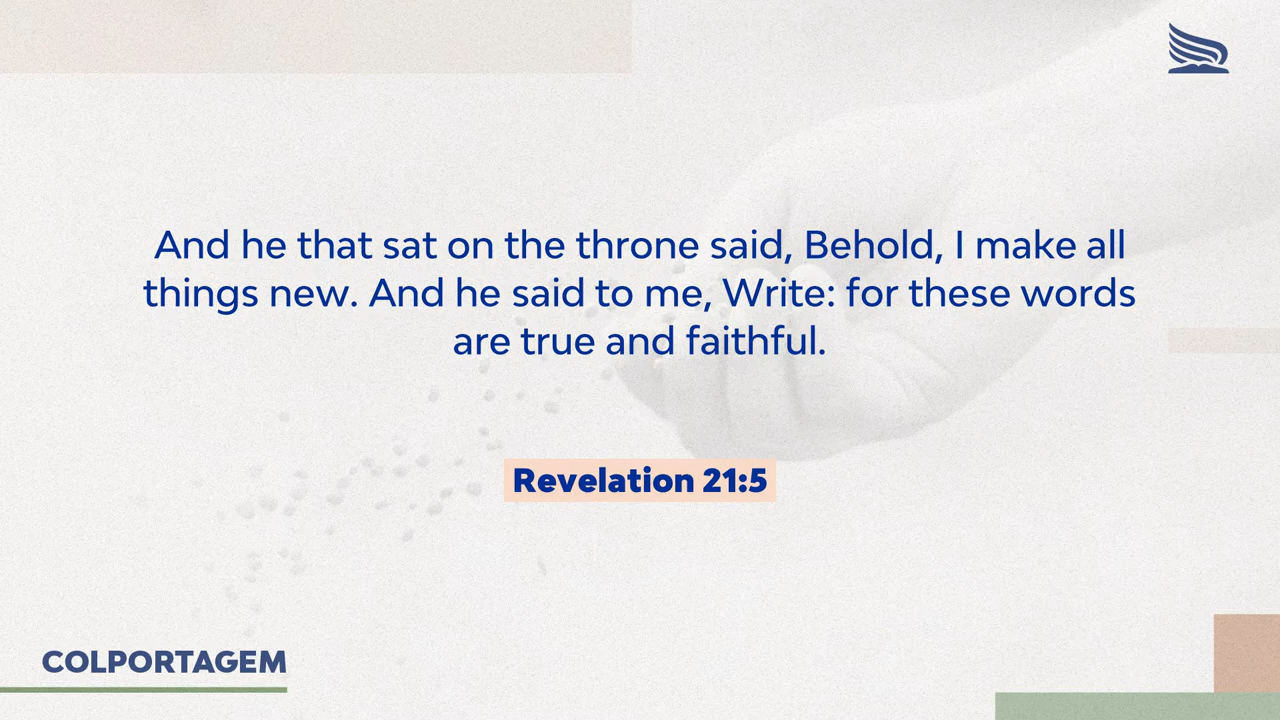 And he that sat on the throne said, Behold, I make all
things new. And he said to me, Write: for these words
are true and faithful.
Revelation 21:5
COLPORTAGEM